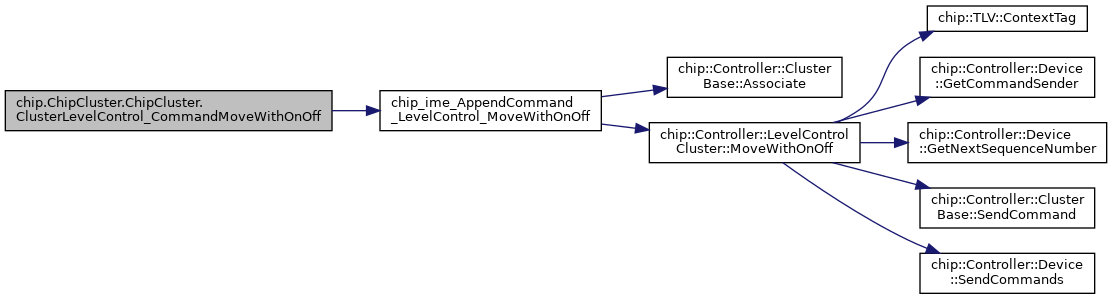 chip.ChipCluster.ChipCluster.
ClusterLevelControl_CommandMoveWithOnOff
chip_ime_AppendCommand
_LevelControl_MoveWithOnOff
chip::Controller::Cluster
Base::Associate
chip::Controller::LevelControl
Cluster::MoveWithOnOff
chip::TLV::ContextTag
chip::Controller::Device
::GetCommandSender
chip::Controller::Device
::GetNextSequenceNumber
chip::Controller::Cluster
Base::SendCommand
chip::Controller::Device
::SendCommands